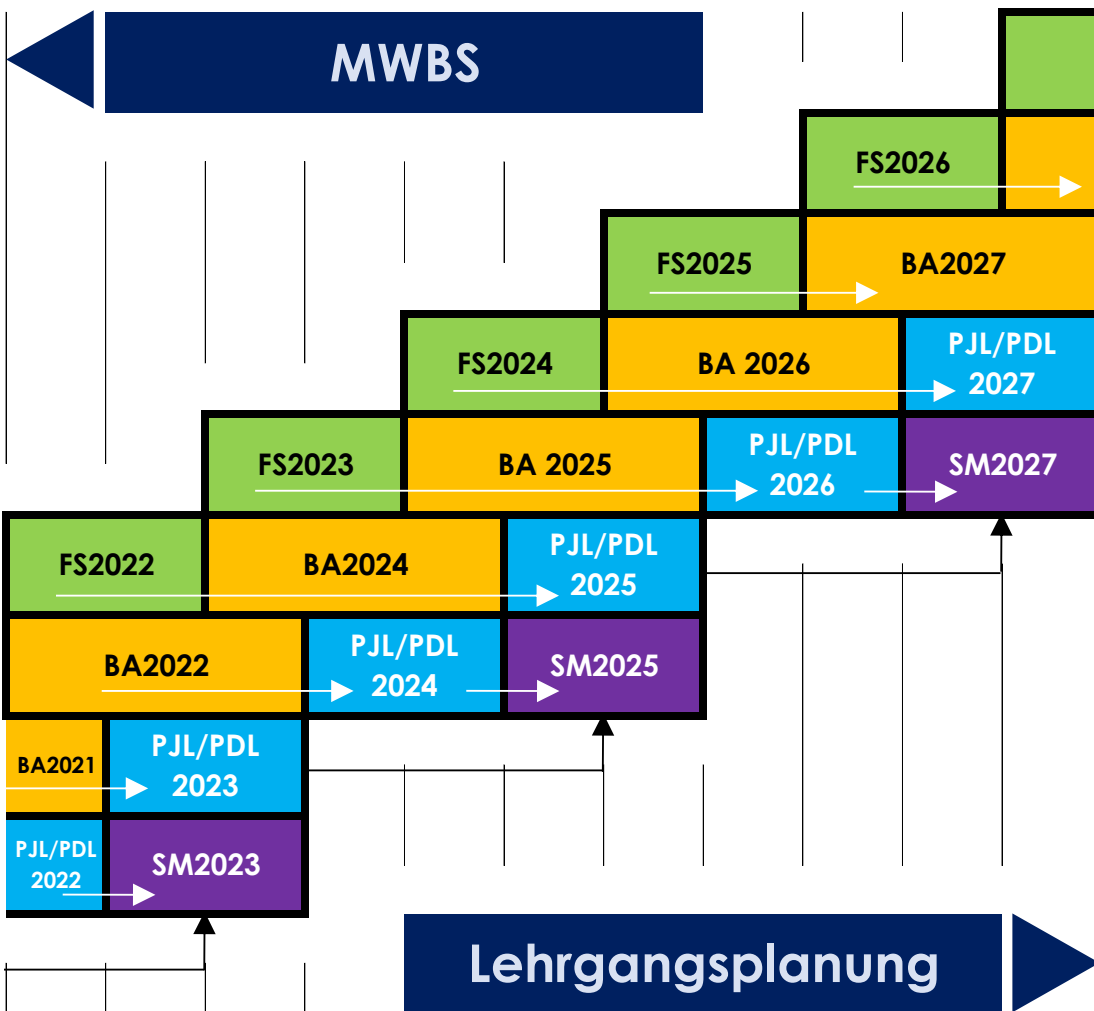 MWBS
FS2026
FS2025
BA2027
FS2024
BA 2026
PJL/PDL
2027
FS2023
BA 2025
PJL/PDL
2026
SM2027
FS2022
BA2024
PJL/PDL
2025
BA2022
PJL/PDL
2024
SM2025
BA2021
PJL/PDL
2023
PJL/PDL
2022
SM2023
Lehrgangsplanung